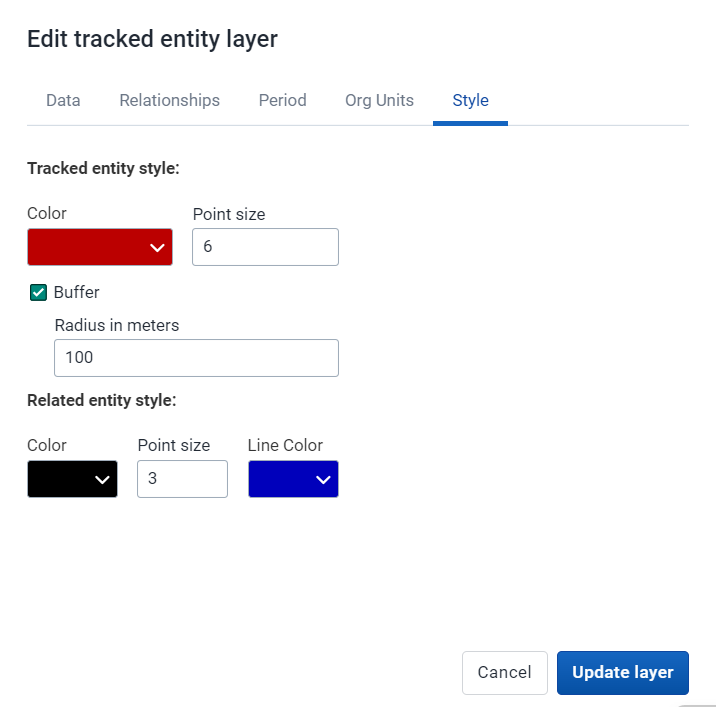 Edit tracked entity layer
Data Relationships Period Org Units Style
Tracked entity style:
Color Point size
6
Buffer
Radius in meters
100
Related entity style:
Color Point size Line Color
3
Cancel Update layer